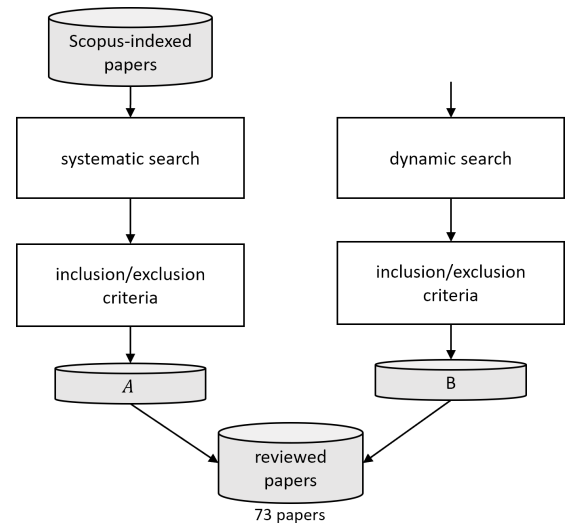 Scopus-indexed
papers
systematic search
dynamic search
inclusion/exclusion
criteria
inclusion/exclusion
criteria
A
B
reviewed
papers
73 papers